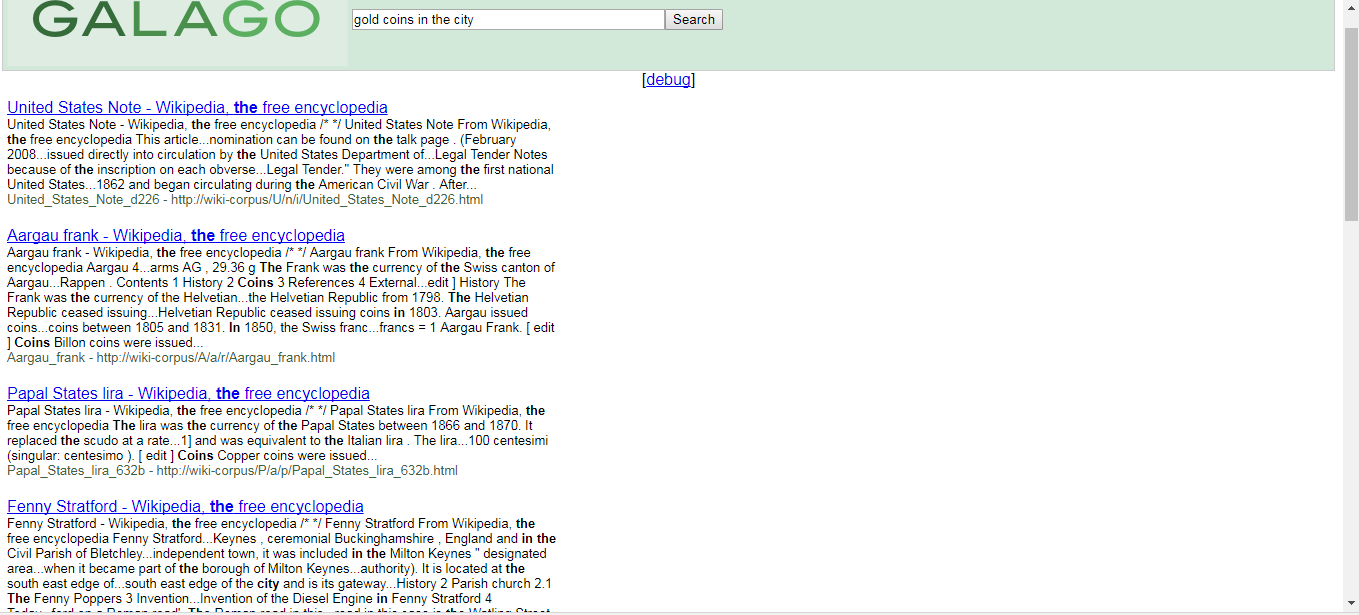 GALAGO
gold coins in the city
Search
[debug]
United States Note - Wikipedia, the free encyclopedia
United States Note - Wikipedia, the free encyclopedia /* */ United States Note From Wikipedia,
the free encyclopedia This article...nomination can be found on the talk page . (February
2008...issued directly into circulation by the United States Department of...Legal Tender Notes
because of the inscription on each obverse...Legal Tender." They were among the first national
United States...1862 and began circulating during the American Civil War . After...
United_States_Note_d226 - http://wiki-corpus/U/n/i/United_States_Note_d226.html
Aargau frank - Wikipedia, the free encyclopedia
Aargau frank - Wikipedia, the free encyclopedia /* */ Aargau frank From Wikipedia, the free
encyclopedia Aargau 4...arms AG , 29.36 g The Frank was the currency of the Swiss canton of
Aargau...Rappen . Contents 1 History 2 Coins 3 References 4 External...edit ] History The
Frank was the currency of the Helvetian...the Helvetian Republic from 1798. The Helvetian
Republic ceased issuing...Helvetian Republic ceased issuing coins in 1803. Aargau issued
coins...coins between 1805 and 1831. In 1850, the Swiss franc...francs = 1 Aargau Frank. [ edit
] Coins Billon coins were issued...
Aargau_frank - http://wiki-corpus/A/a/r/Aargau_frank.html
Papal States lira - Wikipedia, the free encyclopedia
Papal States lira - Wikipedia, the free encyclopedia /* */ Papal States lira From Wikipedia, the
free encyclopedia The lira was the currency of the Papal States between 1866 and 1870. It
replaced the scudo at a rate...1] and was equivalent to the Italian lira . The lira...100 centesimi
(singular: centesimo ). [ edit ] Coins Copper coins were issued...
Papal_States_lira_632b - http://wiki-corpus/P/a/p/Papal_States_lira_632b.html
Fenny Stratford - Wikipedia, the free encyclopedia
Fenny Stratford - Wikipedia, the free encyclopedia /* */ Fenny Stratford From Wikipedia, the
free encyclopedia Fenny Stratford...Keynes , ceremonial Buckinghamshire , England and in the
Civil Parish of Bletchley...independent town, it was included in the Milton Keynes " designated
area...when it became part of the borough of Milton Keynes...authority). It is located at the
south east edge of...south east edge of the city and is its gateway...History 2 Parish church 2.1
The Fenny Poppers 3 Invention...Invention of the Diesel Engine in Fenny Stratford 4